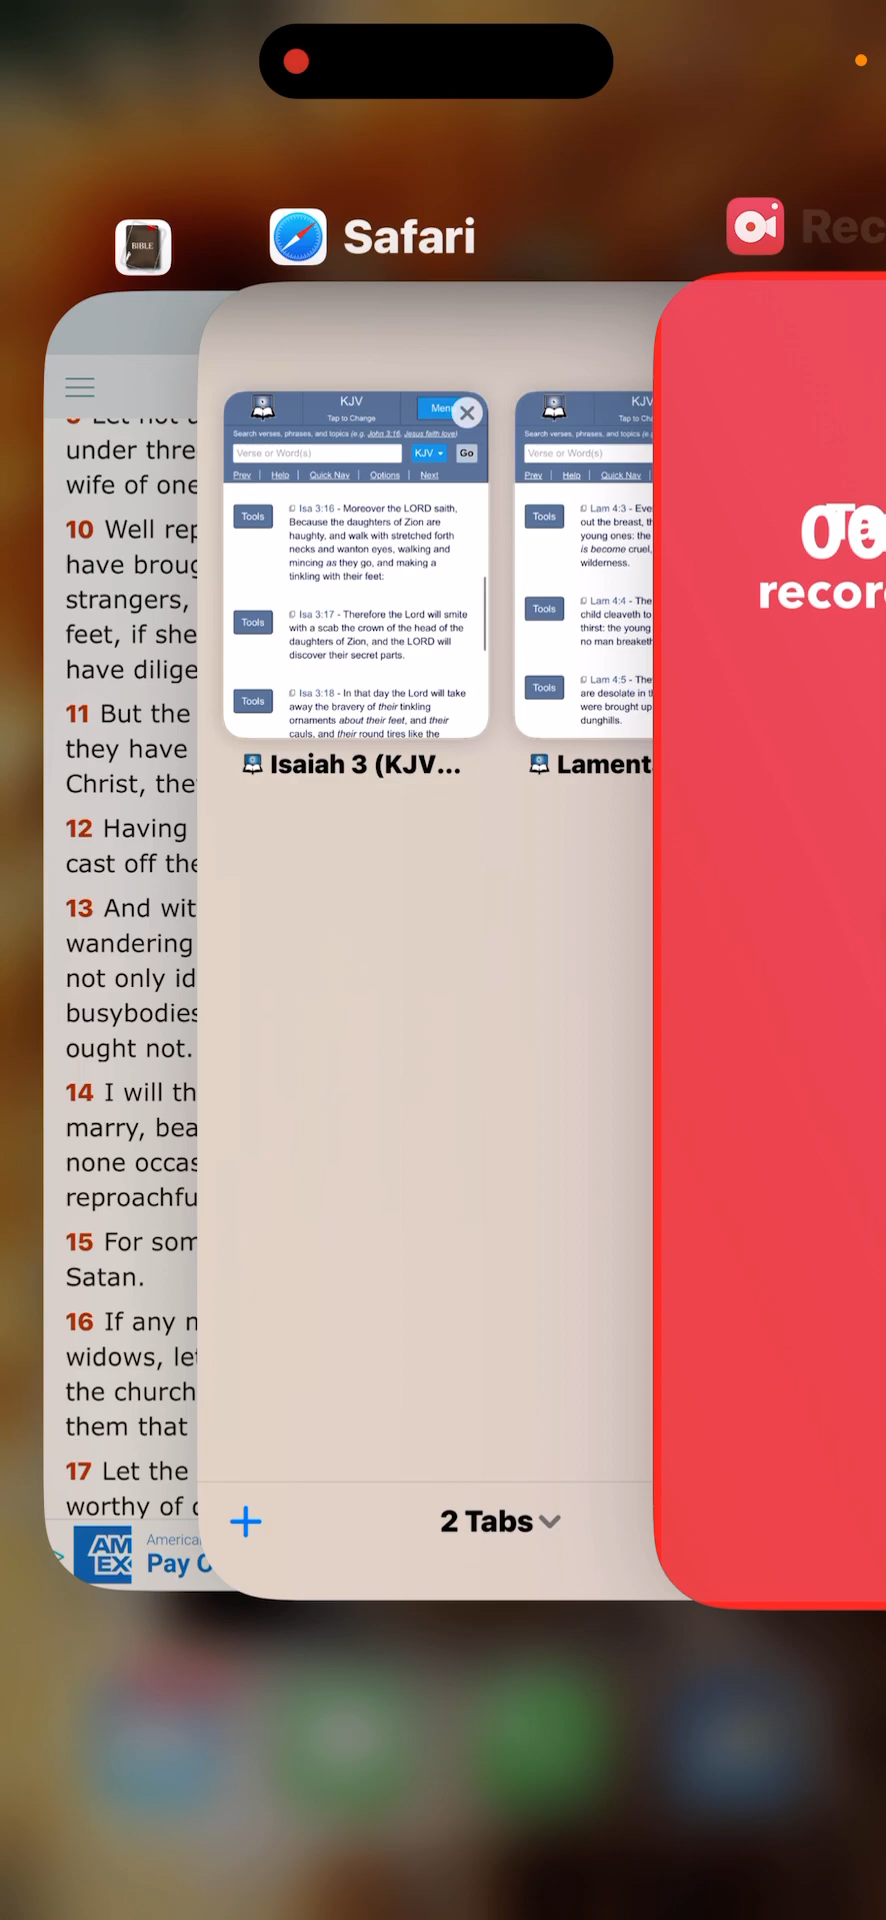 BIBLE
Safari
Rec
under thre
wife of one
10 Well rep
have broug
strangers,
feet, if she
have dilige
11 But the
they have
Christ, the
12 Having
cast off the
13 And wit
wandering
not only id
busybodies
ought not.
14 I will th
marry, bea
none occas
reproachfu
15 For som
Satan.
16 If any n
widows, let
the church
them that
17 Let the
worthy of
AM
EX
America
Pay
KJV
Tap to Change
Men
Search verses, phrases, and topics (e.g. John 3:16, Jesus faith love)
Verse or Word(s)
KJV
Go
Prev | Help | Quick Nav | Options | Next
Tools
Isa 3:16 - Moreover the LORD saith,
Because the daughters of Zion are
haughty, and walk with stretched forth
necks and wanton eyes, walking and
mincing as they go, and making a
tinkling with their feet:
Tools
Isa 3:17 - Therefore the Lord will smite
with a scab the crown of the head of the
daughters of Zion, and the LORD will
discover their secret parts.
Tools
Isa 3:18 - In that day the Lord will take
away the bravery of their tinkling
ornaments about their feet, and their
cauls, and their round tires like the
Isaiah 3 (KJV...
KJV
Tap to Cha
Search verses, phrases, and topics (e.
Verse or Word(s)
Prev | Help | Quick Nav |
Tools
Lam 4:3 - Eve
out the breast, th
young ones: the
is become cruel,
wilderness.
Tools
Lam 4:4 - The
child cleaveth to
thirst: the young
no man breaketh
Tools
Lam 4:5 - The
are desolate in t
were brought up
dunghills.
Lament
2 Tabs
recor